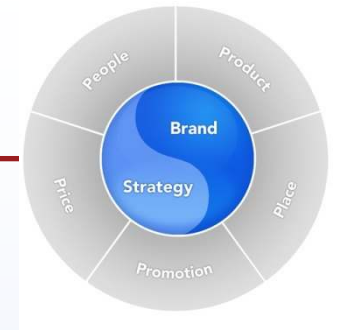 People
Product
Brand
Strategy
Price
Place
Promotion